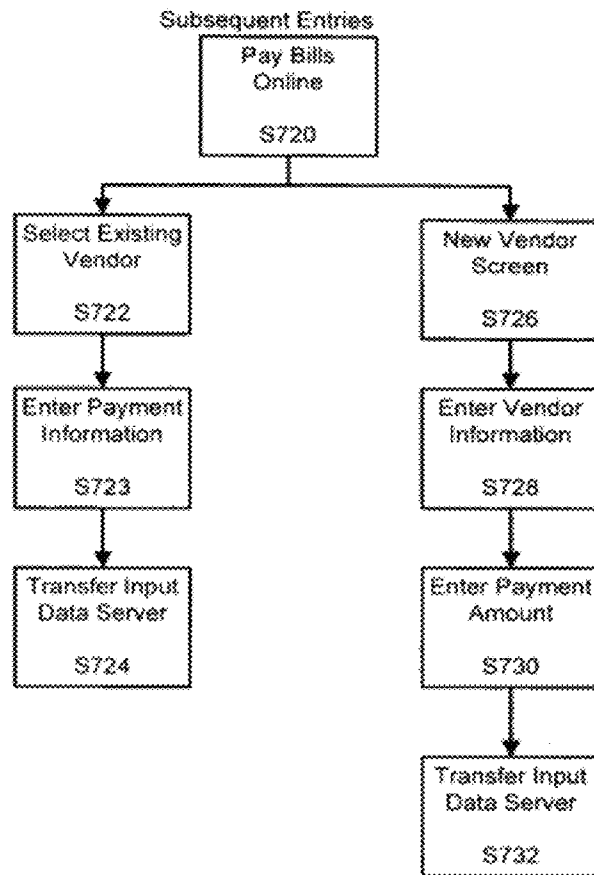 Subsequent Entries
Pay Bills
Online
S720
Select Existing
Vendor
S722
Enter Payment
Information
S723
Transfer Input
Data Server
S724
New Vendor
Screen
S726
Enter Vendor
Information
S728
Enter Payment
Amount
S730
Transfer Input
Data Server
S732